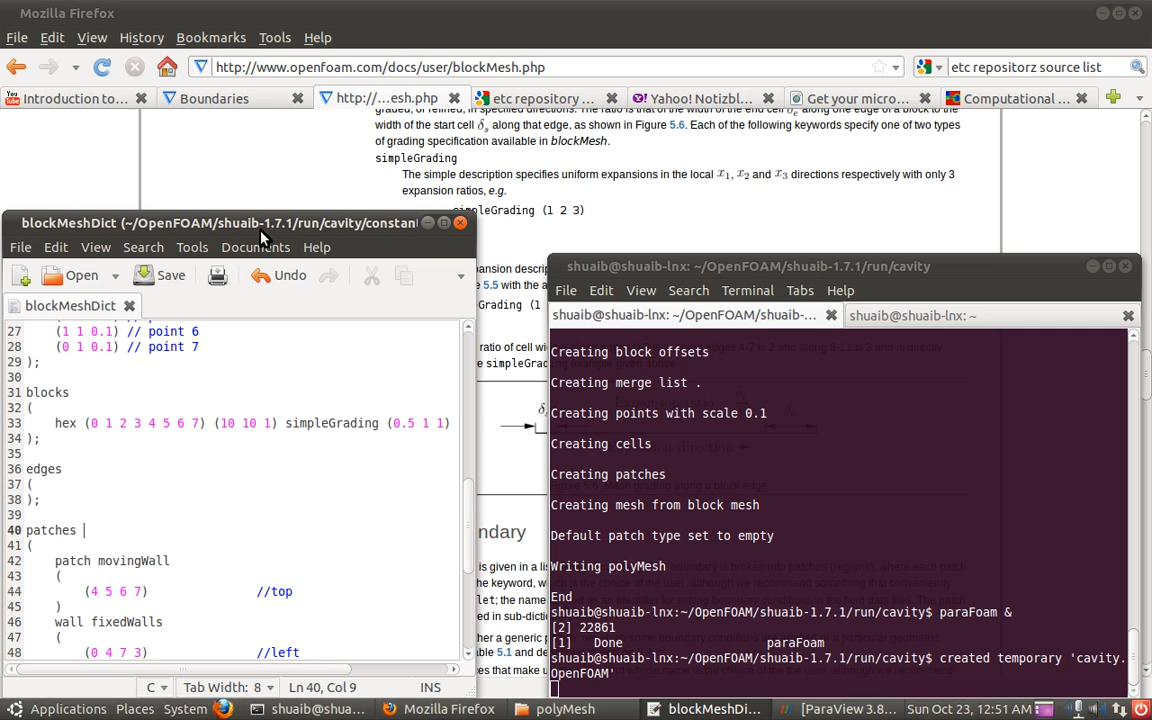 Mozilla Firefox
File Edit View History Bookmarks Tools Help
http://www.openfoam.com/docs/user/blockMesh.php
etc repositorz source list
Introduction to...
Boundaries
http://...esh.php
etc repository ...
Yahoo! Notizbl...
Get your micro...
Computational ...
width of the start cell δs along that edge, as shown in Figure 5.6. Each of the following keywords specify one of two types
of grading specification available in blockMesh.
simpleGrading
The simple description specifies uniform expansions in the local x1, x2 and x3 directions respectively with only 3
expansion ratios, e.g.
simpleGrading (1 2 3)
blockMeshDict (~/OpenFOAM/shuaib-1.7.1/run/cavity/constan
File Edit View Search Tools Documents Help
Open Save Undo
blockMeshDict
27 (1 1 0.1) // point 6
28 (0 1 0.1) // point 7
29 );
30
31 blocks
32 (
33 hex (0 1 2 3 4 5 6 7) (10 10 1) simpleGrading (0.5 1 1)
34 );
35
36 edges
37 (
38 );
39
40 patches
41 (
42 patch movingWall
43 (
44 (4 5 6 7) //top
45 )
46 wall fixedWalls
47 (
48 (0 4 7 3) //left
C Tab Width: 8 Ln 40, Col 9 INS
shuaib@shuaib-lnx: ~/OpenFOAM/shuaib-1.7.1/run/cavity
File Edit View Search Terminal Tabs Help
shuaib@shuaib-lnx: ~/OpenFOAM/shuaib-...
shuaib@shuaib-lnx: ~
Creating block offsets
Creating merge list .
Creating points with scale 0.1
Creating cells
Creating patches
Creating mesh from block mesh
Default patch type set to empty
Writing polyMesh
End
shuaib@shuaib-lnx:~/OpenFOAM/shuaib-1.7.1/run/cavity$ paraFoam &
[2] 22861
[1] Done paraFoam
shuaib@shuaib-lnx:~/OpenFOAM/shuaib-1.7.1/run/cavity$ created temporary 'cavity.
OpenFOAM'
Applications Places System
shuaib@shua...
Mozilla Firefox
polyMesh
blockMeshD...
[ParaView 3.8...
Sun Oct 23, 12:51 AM